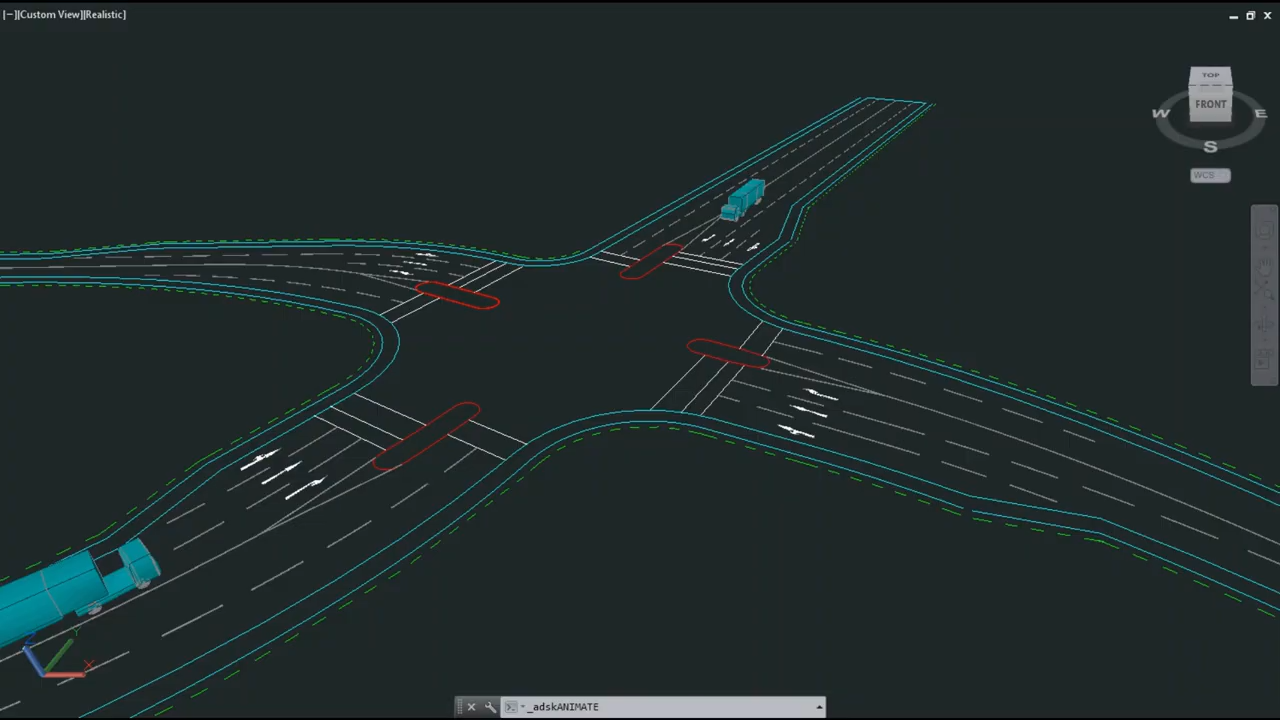 [−][Custom View][Realistic]
TOP
FRONT
W
E
S
WCS
Y
X
_adskANIMATE